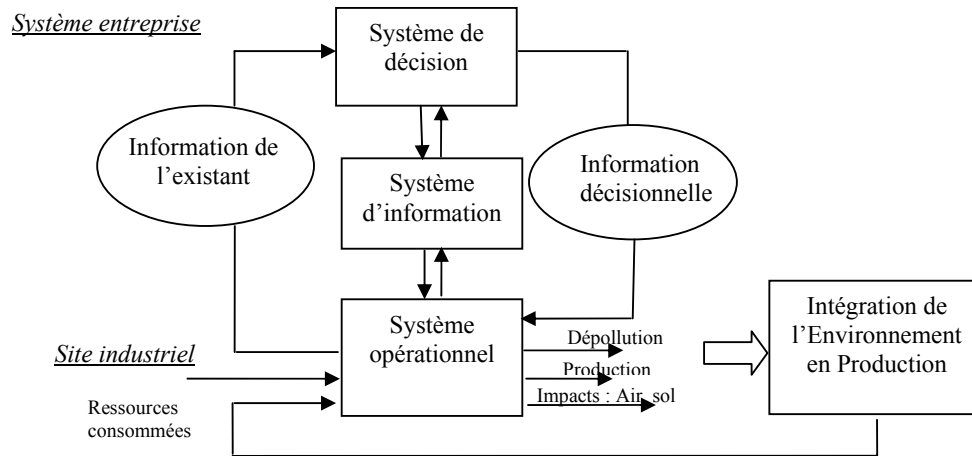 Système entreprise
Système de
décision
Information de
l’existant
Information
décisionnelle
Système
d’information
Système
opérationnel
Site industriel
Ressources
consommées
Dépollution
Production
Impacts : Air sol
Intégration de
l’Environnement
en Production